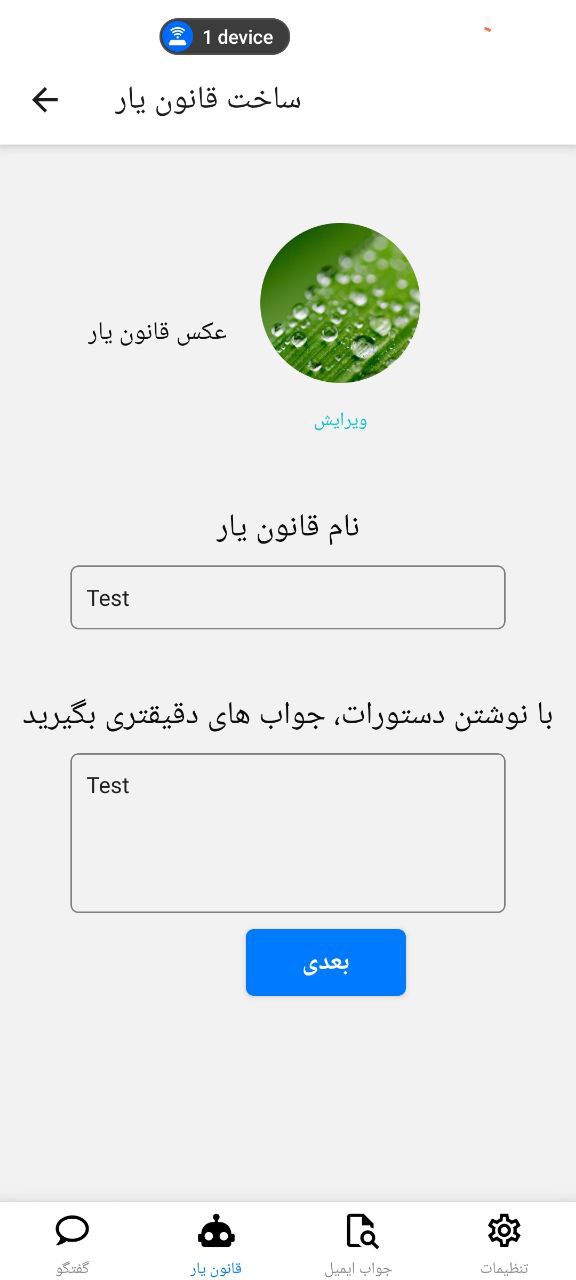 1 device
ساخت قانون یار
عکس قانون یار
ویرایش
نام قانون یار
Test
با نوشتن دستورات، جواب های دقیقتری بگیرید
Test
بعدی
گفتگو
قانون یار
جواب ایمیل
تنظیمات